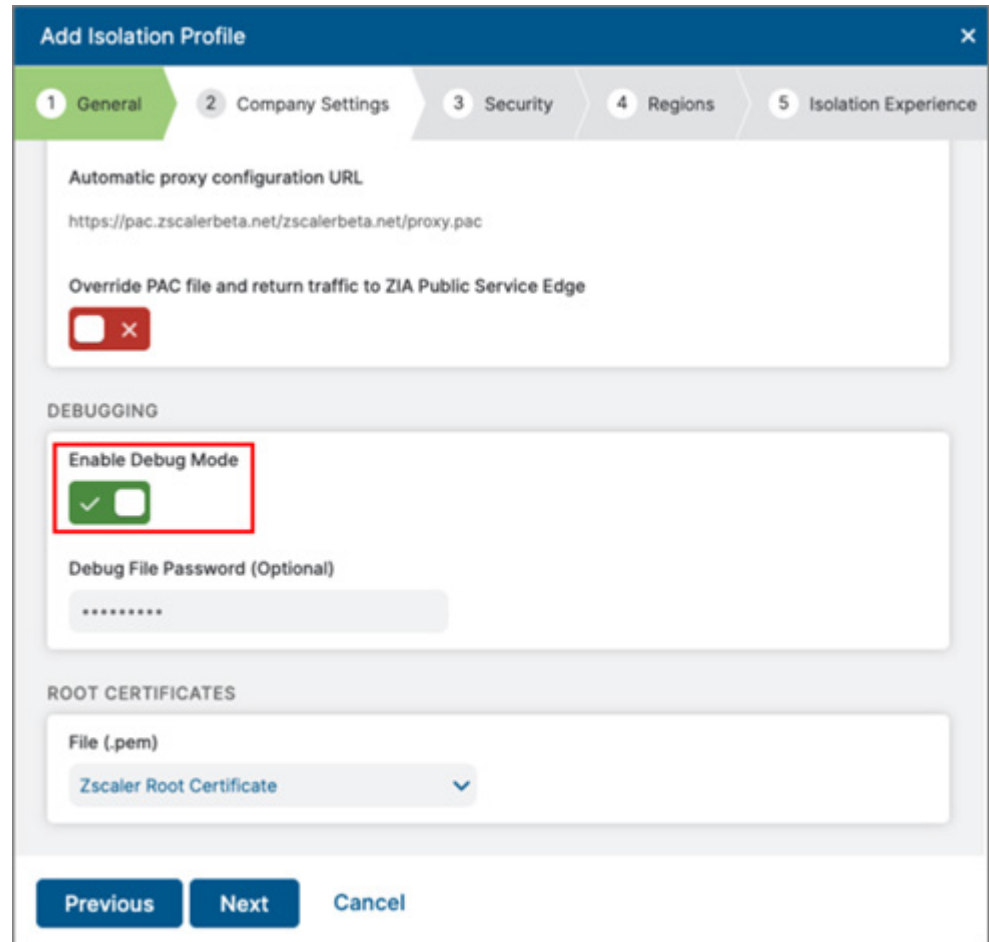 Add Isolation Profile
1 General 2 Company Settings 3 Security 4 Regions 5 Isolation Experience
Automatic proxy configuration URL
https://pac.zscalerbeta.net/zscalerbeta.net/proxy.pac
Override PAC file and return traffic to ZIA Public Service Edge
DEBUGGING
Enable Debug Mode
Debug File Password (Optional)
•••••••••
ROOT CERTIFICATES
File (.pem)
Zscaler Root Certificate
Previous Next Cancel